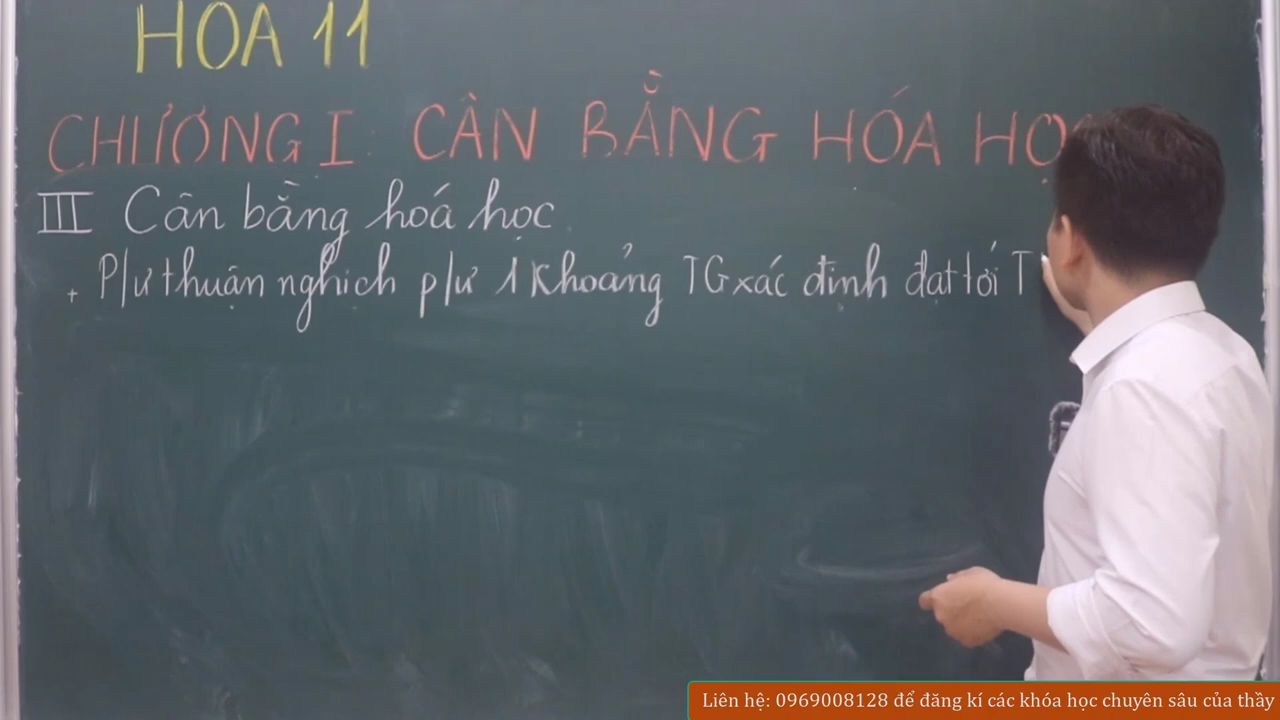 HOA 11
CHƯƠNG I: CÂN BẰNG HÓA HỌC
III Cân bằng hoá học.
+ P/ư thuận nghịch p/ư 1 khoảng TG xác định đạt tới T
Liên hệ: 0969008128 để đăng kí các khóa học chuyên sâu của thầy